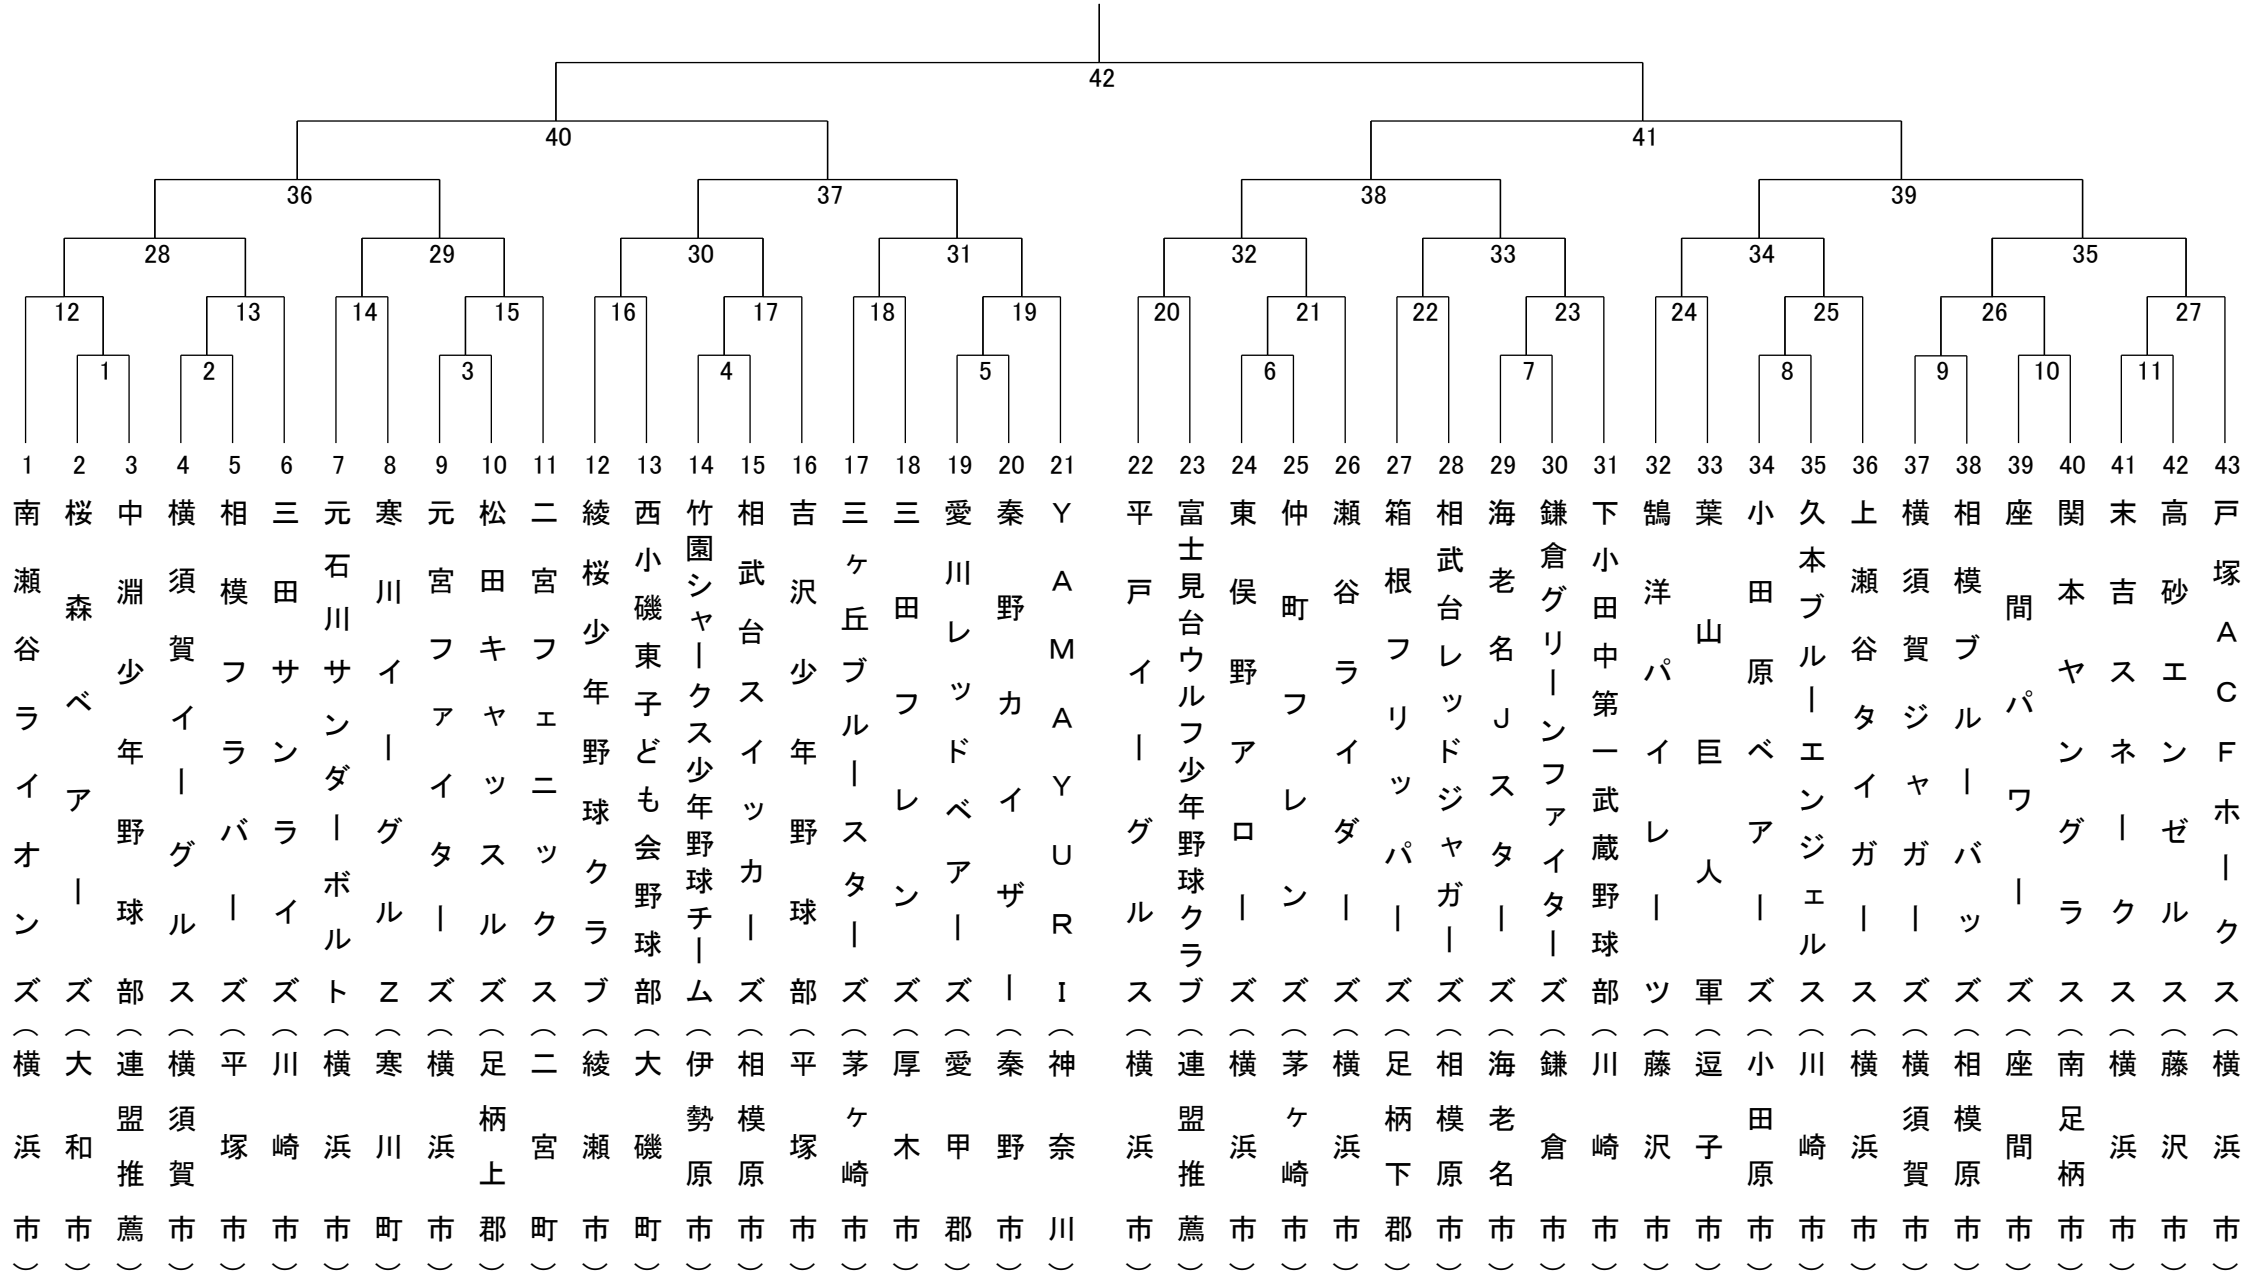 42
40 41
36 37 38 39
28 29 30 31 32 33 34 35
12 13 14 15 16 17 18 19 20 21 22 23 24 25 26 27
1 2 3 4 5 6 7 8 9 10 11
1 南瀬谷ライオンズ（横浜市）
2 桜森ベアーズ（大和市）
3 中淵少年野球部（連盟推薦）
4 横須賀イーグルス（横須賀市）
5 相模フラバーズ（平塚市）
6 三田サンライズ（川崎市）
7 元石川サンダーボルト（横浜市）
8 寒川イーグルZ（寒川町）
9 元宮ファイターズ（横浜市）
10 松田キャッスルズ（足柄上郡）
11 二宮フェニックス（二宮町）
12 綾桜少年野球クラブ（綾瀬市）
13 西小磯東子ども会野球部（大磯町）
14 竹園シャークス少年野球チーム（伊勢原市）
15 相武台スイッカーズ（相模原市）
16 吉沢少年野球部（平塚市）
17 三ヶ丘ブルースターズ（茅ケ崎市）
18 三田フレンズ（厚木市）
19 愛川レッドベアーズ（愛甲郡）
20 秦野カイザー（秦野市）
21 YAMAYURI（神奈川）
22 平戸イーグルス（横浜市）
23 富士見台ウルフ少年野球クラブ（連盟推薦）
24 東俣野アローズ（横浜市）
25 仲町フレンズ（茅ケ崎市）
26 瀬谷ライダーズ（横浜市）
27 箱根フリッパーズ（足柄下郡）
28 相武台レッドジャガーズ（相模原市）
29 海老名Jスターズ（海老名市）
30 鎌倉グリーンファイターズ（鎌倉市）
31 下小田中第一武蔵野球部（川崎市）
32 鵠洋パイレーツ（藤沢市）
33 葉山巨人軍（逗子市）
34 小田原ベアーズ（小田原市）
35 久本ブルーエンジェルス（川崎市）
36 上瀬谷タイガース（横浜市）
37 横須賀ジャガーズ（横須賀市）
38 相模ブルーバッズ（相模原市）
39 座間パワーズ（座間市）
40 関本ヤングラス（南足柄市）
41 末吉スネークス（横浜市）
42 高砂エンゼルス（藤沢市）
43 戸塚ACFホークス（横浜市）